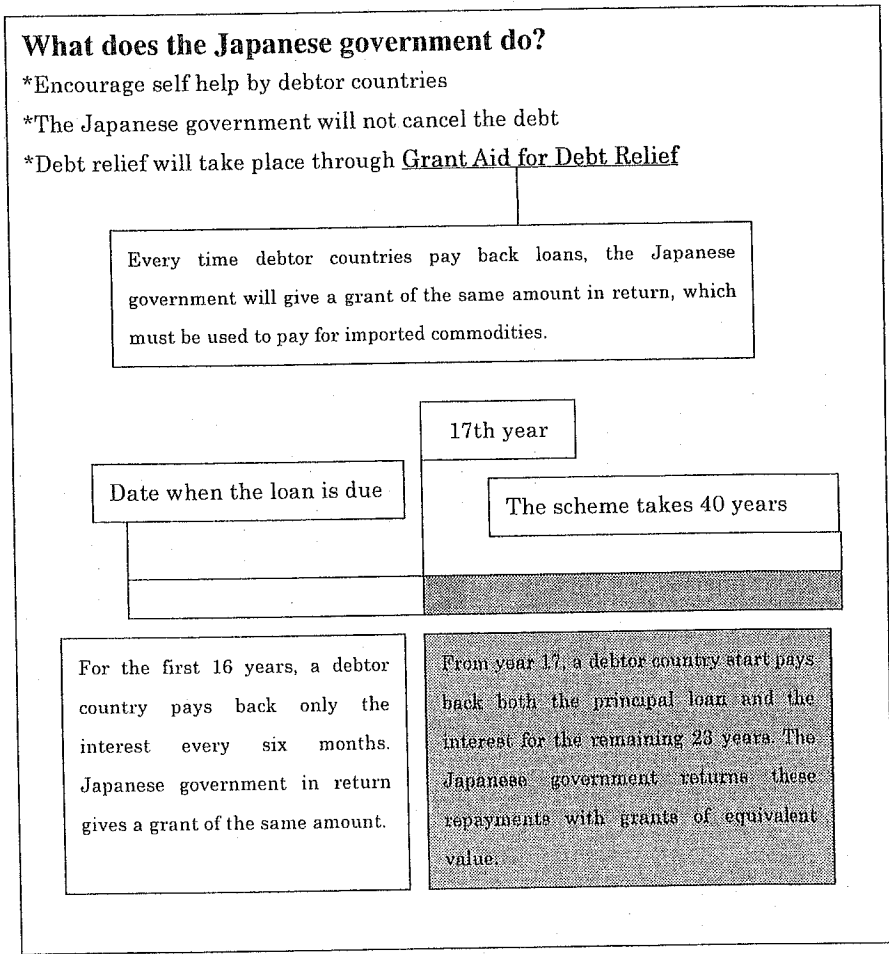 What does the Japanese government do?
*Encourage self help by debtor countries
*The Japanese government will not cancel the debt
*Debt relief will take place through Grant Aid for Debt Relief
Every time debtor countries pay back loans, the Japanese
government will give a grant of the same amount in return, which
must be used to pay for imported commodities.
17th year
Date when the loan is due
The scheme takes 40 years
For the first 16 years, a debtor
country pays back only the
interest every six months.
Japanese government in return
gives a grant of the same amount.
From year 17, a debtor country start pays
back both the principal loan and the
interest for the remaining 23 years. The
Japanese government returns these
repayments with grants of equivalent
value.